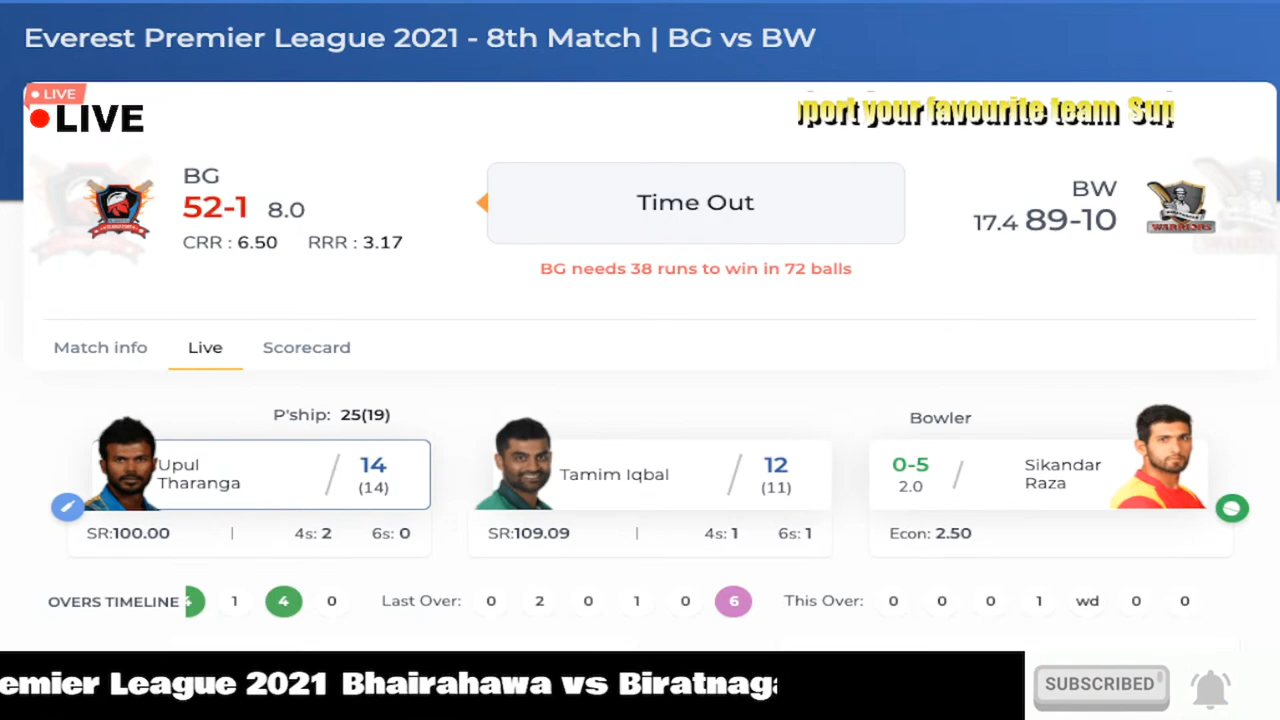 Everest Premier League 2021 - 8th Match | BG vs BW
LIVE
LIVE
pport your favourite team Sup
BG
52-1 8.0
CRR : 6.50 RRR : 3.17
Time Out
BG needs 38 runs to win in 72 balls
BW
17.4 89-10
WARRIORS
Match info Live Scorecard
P'ship: 25(19)
Upul Tharanga
14
(14)
SR:100.00 | 4s: 2 6s: 0
Tamim Iqbal
12
(11)
SR:109.09 | 4s: 1 6s: 1
Bowler
0-5
2.0
Sikandar Raza
Econ: 2.50
OVERS TIMELINE 4 1 4 0 Last Over: 0 2 0 1 0 6 This Over: 0 0 0 1 wd 0 0
emier League 2021 Bhairahawa vs Biratnaga
SUBSCRIBED